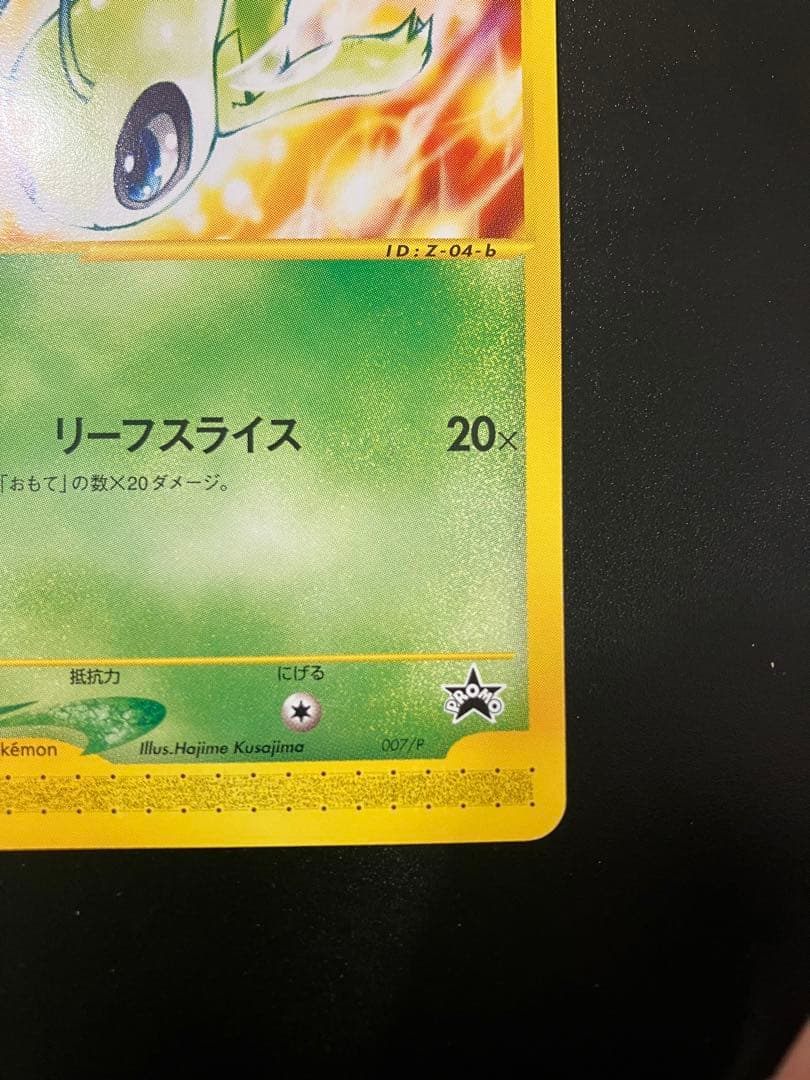 ID:Z-04-b
リーフスライス 20×
「おもて」の数×20ダメージ。
抵抗力 にげる
PROMO
kémon Illus.Hajime Kusajima 007/P